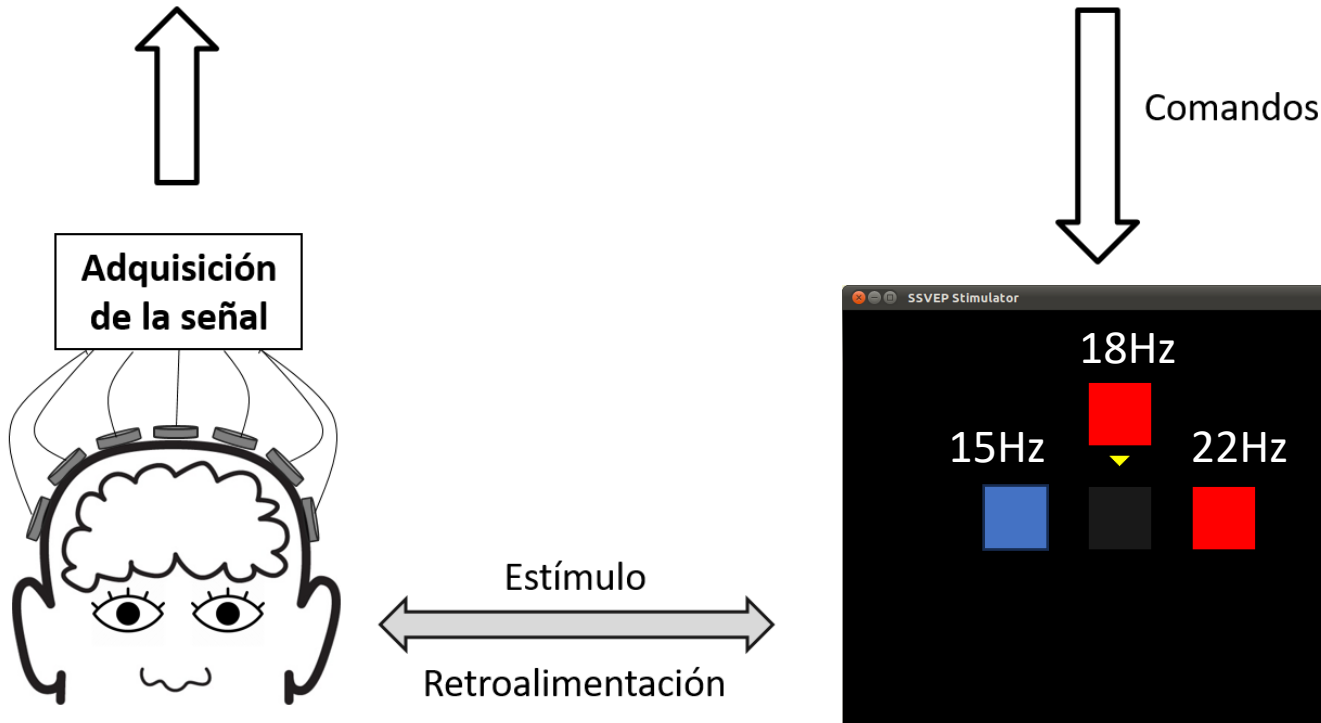 Comandos
Adquisición
de la señal
SSVEP Stimulator
18Hz
15Hz
22Hz
Estímulo
Retroalimentación